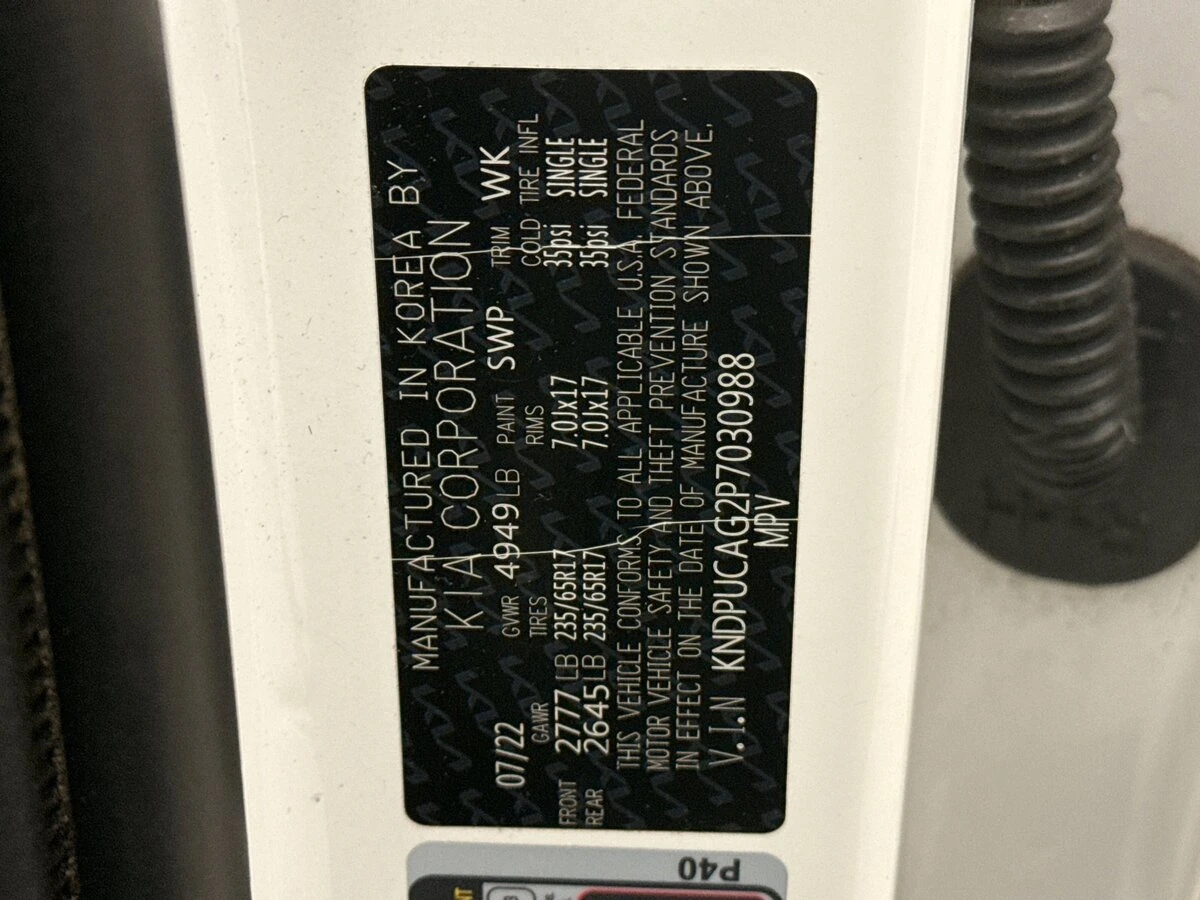 MANUFACTURED IN KOREA BY
KIA CORPORATION
07/22 GVWR 4949LB PAINT SWP TRIM WK
GAWR TIRES RIMS COLD TIRE INFL
FRONT 2777LB 235/65R17 7.0Jx17 35psi SINGLE
REAR 2645LB 235/65R17 7.0Jx17 35psi SINGLE
THIS VEHICLE CONFORMS TO ALL APPLICABLE U.S.A. FEDERAL
MOTOR VEHICLE SAFETY AND THEFT PREVENTION STANDARDS
IN EFFECT ON THE DATE OF MANUFACTURE SHOWN ABOVE.
V.I.N KNDPUCAG2P7030988
MPV
P40